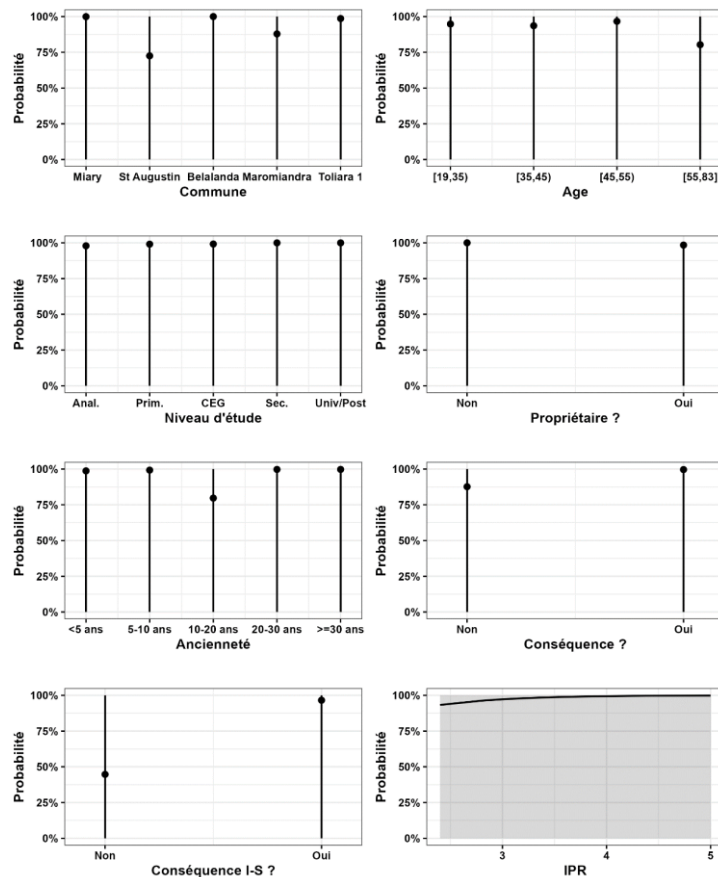 Probabilité
100%
75%
50%
25%
0%
Miary St Augustin Belalanda Maromiandra Toliara 1
Commune
Probabilité
100%
75%
50%
25%
0%
[19,35) [35,45) [45,55) [55,83]
Age
Probabilité
100%
75%
50%
25%
0%
Anal. Prim. CEG Sec. Univ/Post
Niveau d'étude
Probabilité
100%
75%
50%
25%
0%
Non Oui
Propriétaire ?
Probabilité
100%
75%
50%
25%
0%
<5 ans 5-10 ans 10-20 ans 20-30 ans >=30 ans
Ancienneté
Probabilité
100%
75%
50%
25%
0%
Non Oui
Conséquence ?
Probabilité
100%
75%
50%
25%
0%
Non Oui
Conséquence I-S ?
Probabilité
100%
75%
50%
25%
0%
3 4 5
IPR